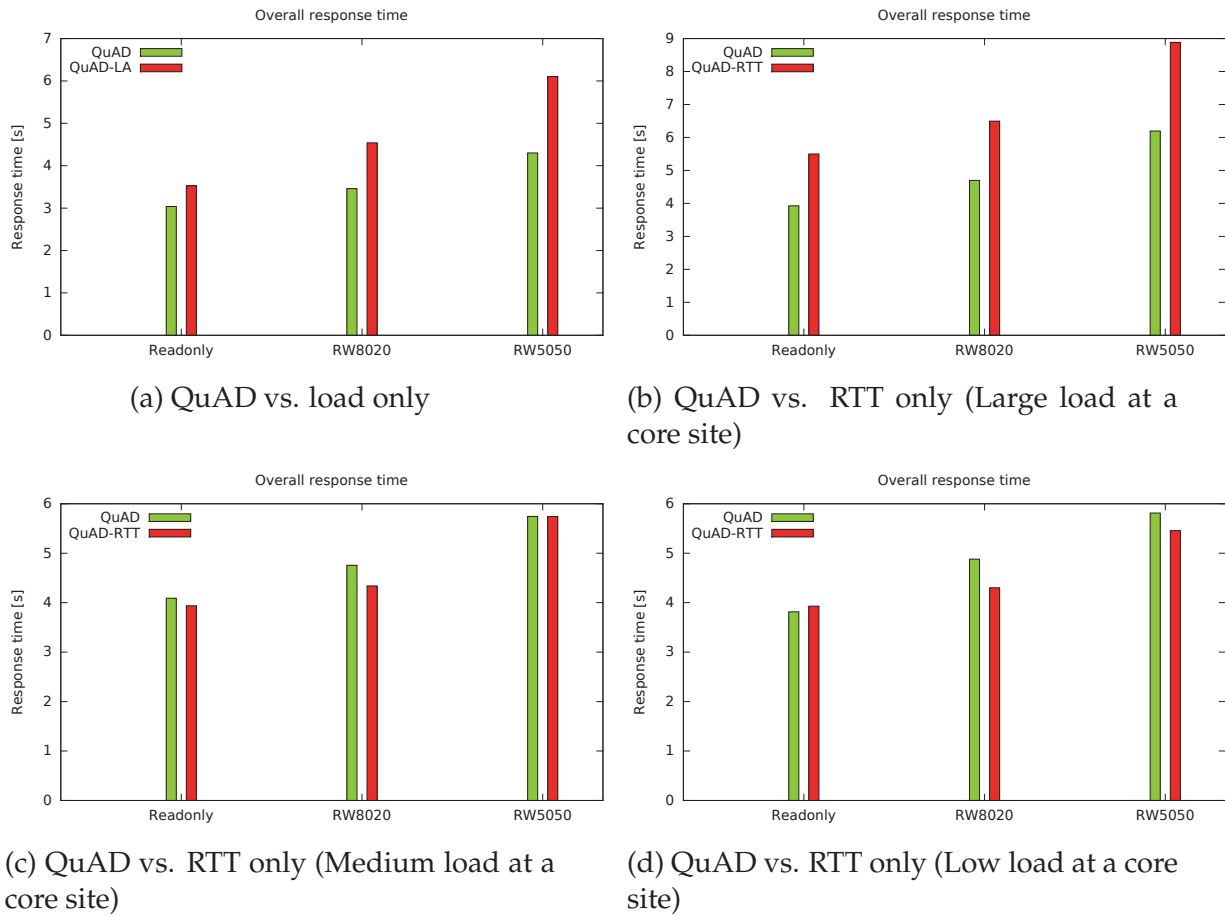 Overall response time
7
6
5
4
3
2
1
0
Response time [s]
QuAD
QuAD-LA
Readonly
RW8020
RW5050
(a) QuAD vs. load only
Overall response time
9
8
7
6
5
4
3
2
1
0
Response time [s]
QuAD
QuAD-RTT
Readonly
RW8020
RW5050
(b) QuAD vs. RTT only (Large load at a
core site)
Overall response time
6
5
4
3
2
1
0
Response time [s]
QuAD
QuAD-RTT
Readonly
RW8020
RW5050
(c) QuAD vs. RTT only (Medium load at a
core site)
Overall response time
6
5
4
3
2
1
0
Response time [s]
QuAD
QuAD-RTT
Readonly
RW8020
RW5050
(d) QuAD vs. RTT only (Low load at a core
site)